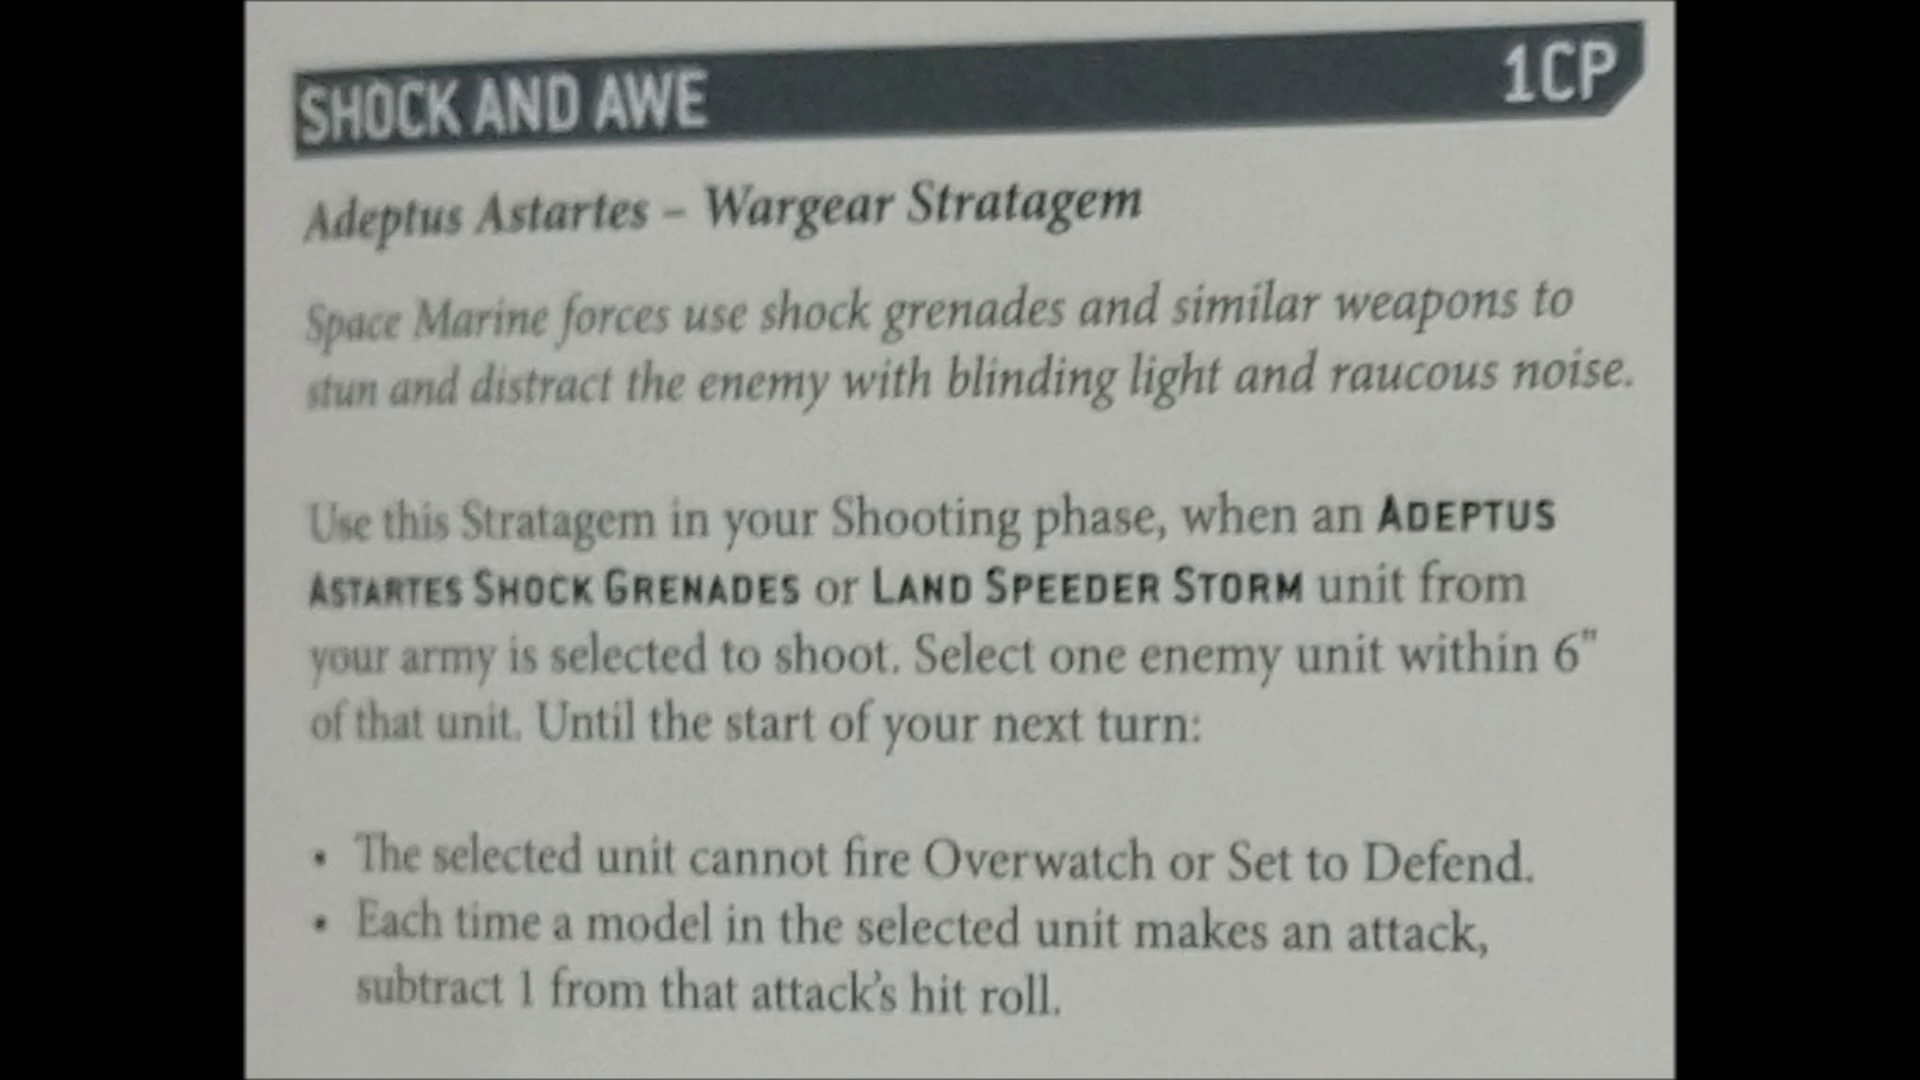 SHOCK AND AWE 1CP
Adeptus Astartes – Wargear Stratagem
Space Marine forces use shock grenades and similar weapons to
stun and distract the enemy with blinding light and raucous noise.
Use this Stratagem in your Shooting phase, when an ADEPTUS
ASTARTES SHOCK GRENADES or LAND SPEEDER STORM unit from
your army is selected to shoot. Select one enemy unit within 6"
of that unit. Until the start of your next turn:
• The selected unit cannot fire Overwatch or Set to Defend.
• Each time a model in the selected unit makes an attack,
subtract 1 from that attack's hit roll.